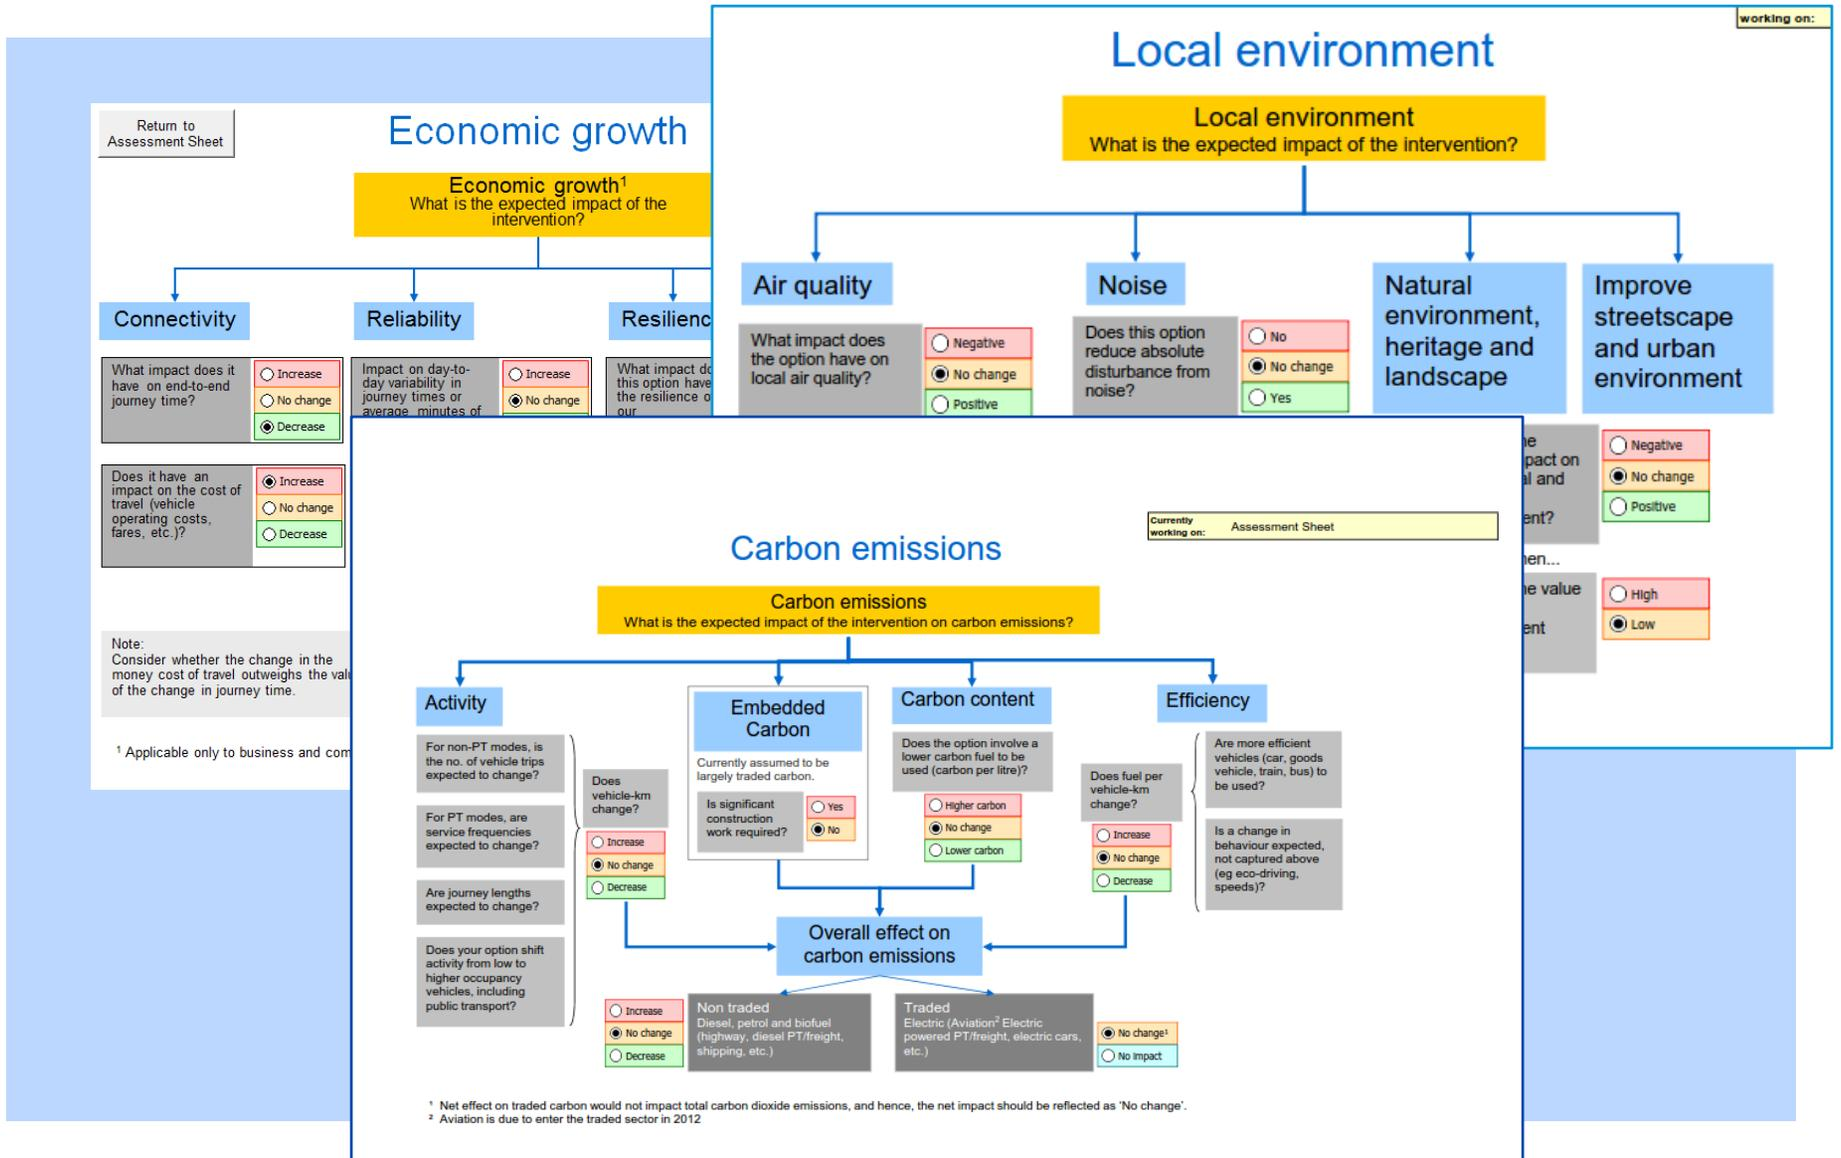 Return to
Assessment Sheet
Economic growth
Economic growth¹
What is the expected impact of the
intervention?
Connectivity
What impact does it
have on end-to-end
journey time?
Increase
No change
Decrease
Does it have an
impact on the cost of
travel (vehicle
operating costs,
fares, etc.)?
Increase
No change
Decrease
Note:
Consider whether the change in the
money cost of travel outweighs the
of the change in journey time.
¹ Applicable only to business and
Reliability
Impact on day-to-
day variability in
journey times or
average minutes of
Increase
No change
What impact
this option have
the resilience
our
working on:
Local environment
Local environment
What is the expected impact of the intervention?
Air quality
What impact does
the option have on
local air quality?
Negative
No change
Positive
Noise
Does this option
reduce absolute
disturbance from
noise?
No
No change
Yes
Natural
environment,
heritage and
landscape
Improve
streetscape
and urban
environment
on
and
Negative
No change
Positive
value
High
Low
Currently
working on:
Assessment Sheet
Carbon emissions
Carbon emissions
What is the expected impact of the intervention on carbon emissions?
Activity
For non-PT modes, is
the no. of vehicle trips
expected to change?
For PT modes, are
service frequencies
expected to change?
Are journey lengths
expected to change?
Does your option shift
activity from low to
higher occupancy
vehicles, including
public transport?
Does
vehicle-km
change?
Increase
No change
Decrease
Embedded
Carbon
Currently assumed to be
largely traded carbon.
Is significant
construction
work required?
Yes
No
Carbon content
Does the option involve a
lower carbon fuel to be
used (carbon per litre)?
Higher carbon
No change
Lower carbon
Efficiency
Does fuel per
vehicle-km
change?
Increase
No change
Decrease
Are more efficient
vehicles (car, goods
vehicle, train, bus) to
be used?
Is a change in
behaviour expected,
not captured above
(eg eco-driving,
speeds)?
Overall effect on
carbon emissions
Increase
No change
Decrease
Non traded
Diesel, petrol and biofuel
(highway, diesel PT/freight,
shipping, etc.)
Traded
Electric (Aviation² Electric
powered PT/freight, electric cars,
etc.)
No change¹
No Impact
¹ Net effect on traded carbon would not impact total carbon dioxide emissions, and hence, the net impact should be reflected as ‘No change’.
² Aviation is due to enter the traded sector in 2012